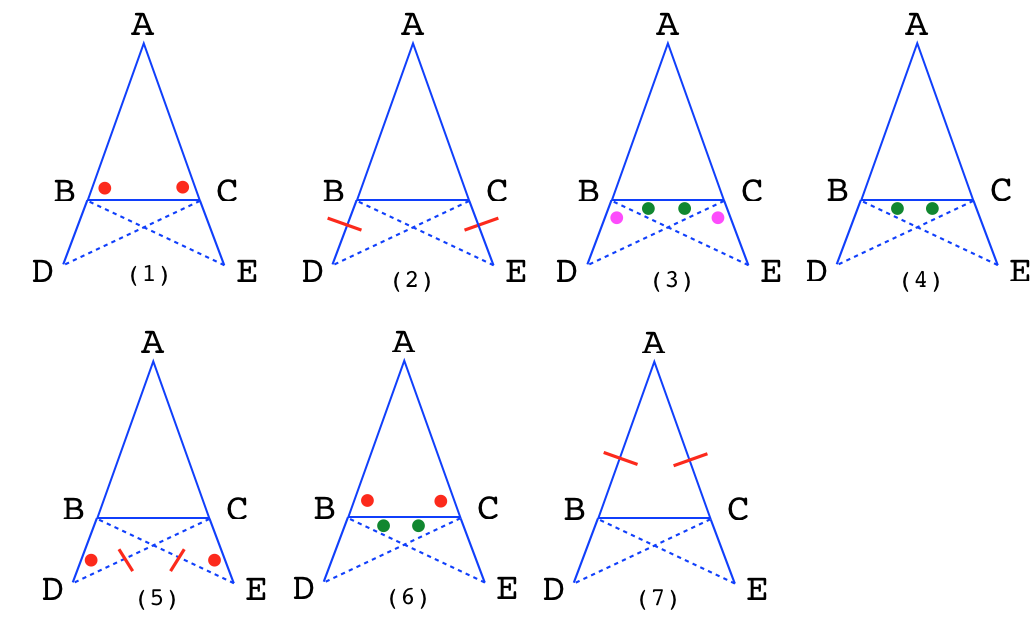 A A A A
B C B C B C B C
D E D E D E D E
(1) (2) (3) (4)
A A A
B C B C B C
D E D E D E
(5) (6) (7)